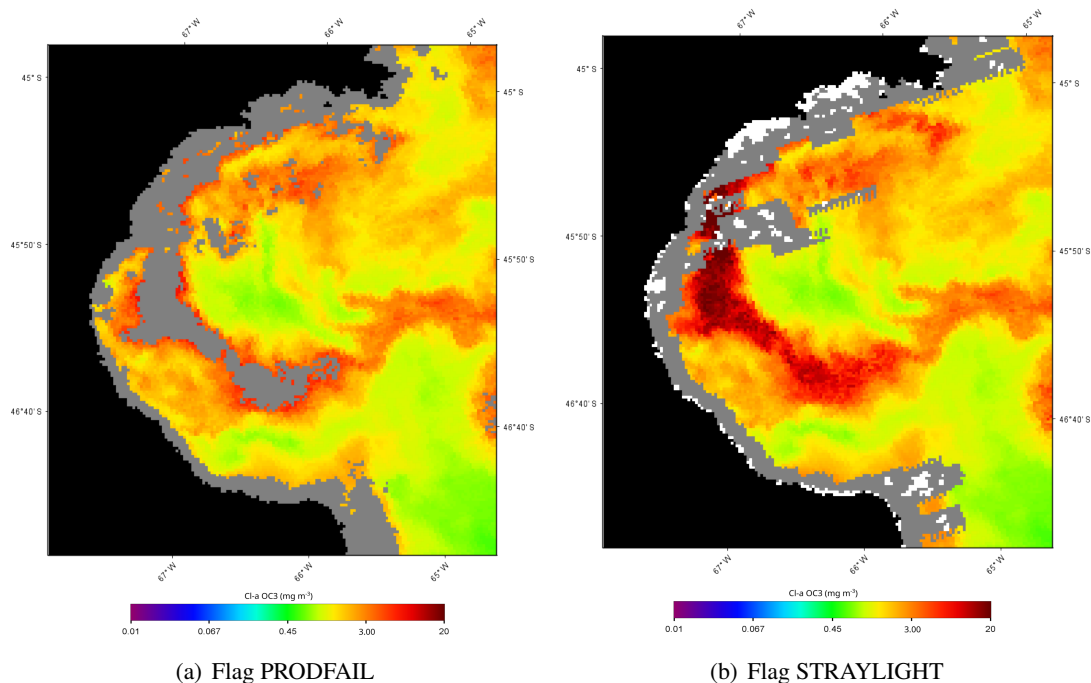 67° W 66° W 65° W
45° S 45° S
45°50' S 45°50' S
46°40' S 46°40' S
67° W 66° W 65° W
Cl-a OC3 (mg m-3)
0.01 0.067 0.45 3.00 20
(a) Flag PRODFAIL
67° W 66° W 65° W
45° S 45° S
45°50' S 45°50' S
46°40' S 46°40' S
67° W 66° W 65° W
Cl-a OC3 (mg m-3)
0.01 0.067 0.45 3.00 20
(b) Flag STRAYLIGHT